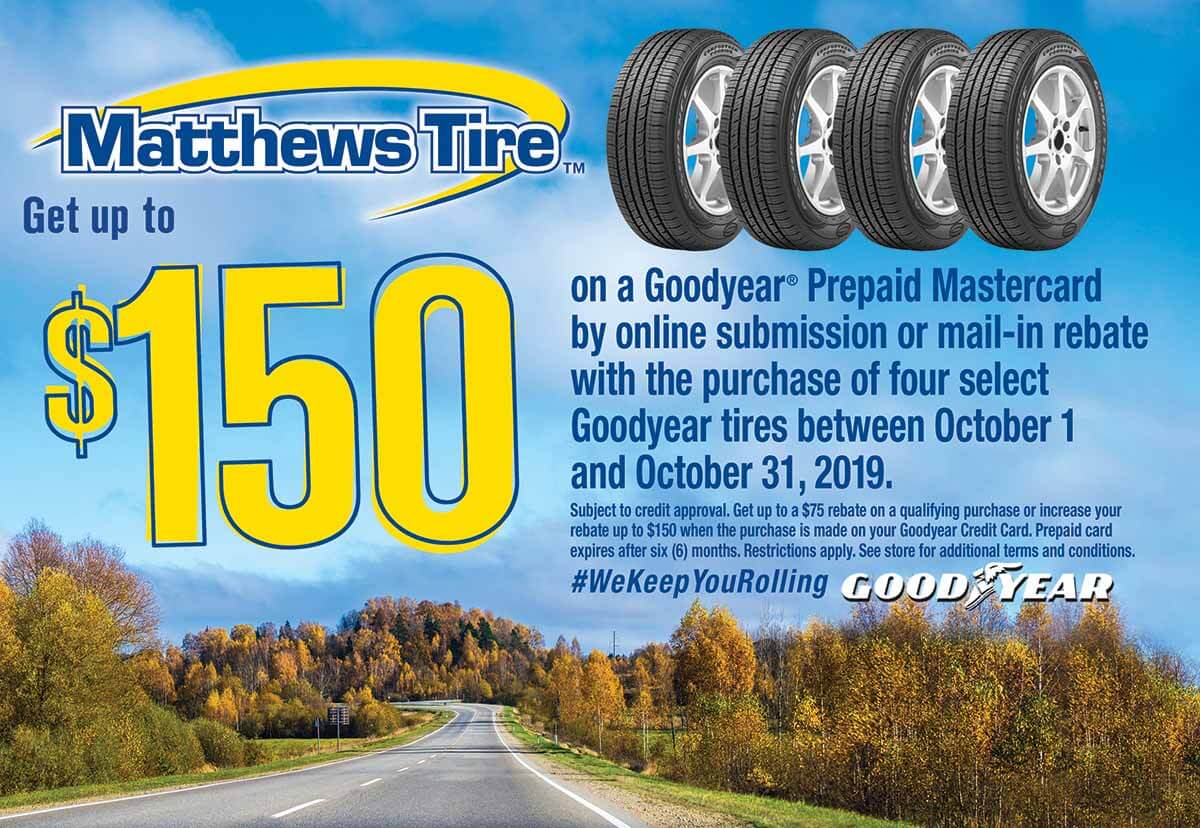 Matthews Tire™
Get up to
$150
on a Goodyear® Prepaid Mastercard
by online submission or mail-in rebate
with the purchase of four select
Goodyear tires between October 1
and October 31, 2019.
Subject to credit approval. Get up to a $75 rebate on a qualifying purchase or increase your
rebate up to $150 when the purchase is made on your Goodyear Credit Card. Prepaid card
expires after six (6) months. Restrictions apply. See store for additional terms and conditions.
#WeKeepYouRolling
GOODYEAR